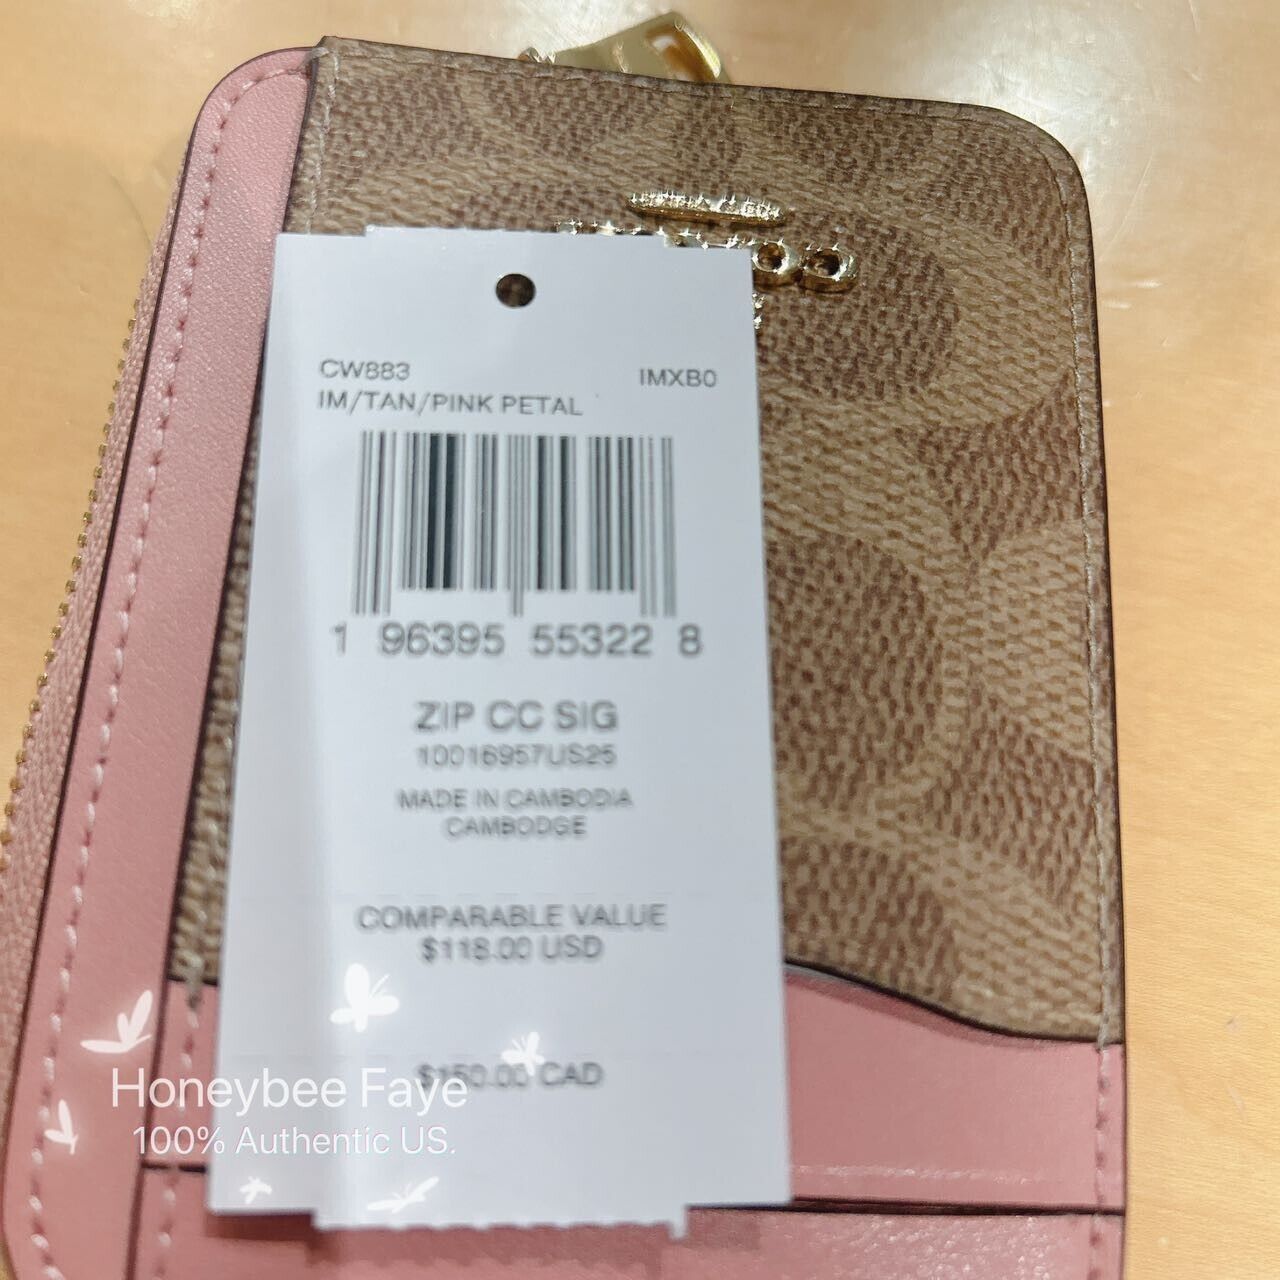 CW883 IMXB0
IM/TAN/PINK PETAL
1 96395 55322 8
ZIP CC SIG
10016957US25
MADE IN CAMBODIA
CAMBODGE
COMPARABLE VALUE
$118.00 USD
$150.00 CAD
Honeybee Faye
100% Authentic US.